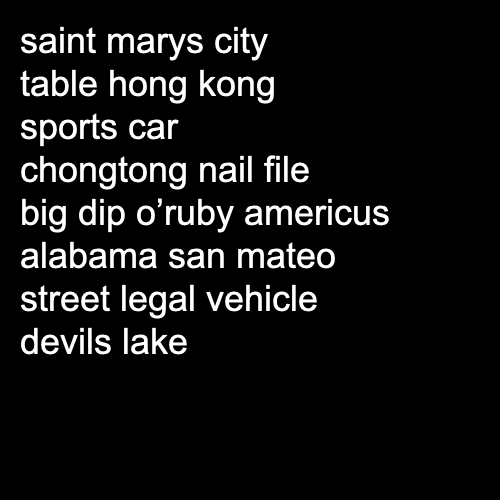 saint marys city
table hong kong
sports car
chongtong nail file
big dip o’ruby americus
alabama san mateo
street legal vehicle
devils lake